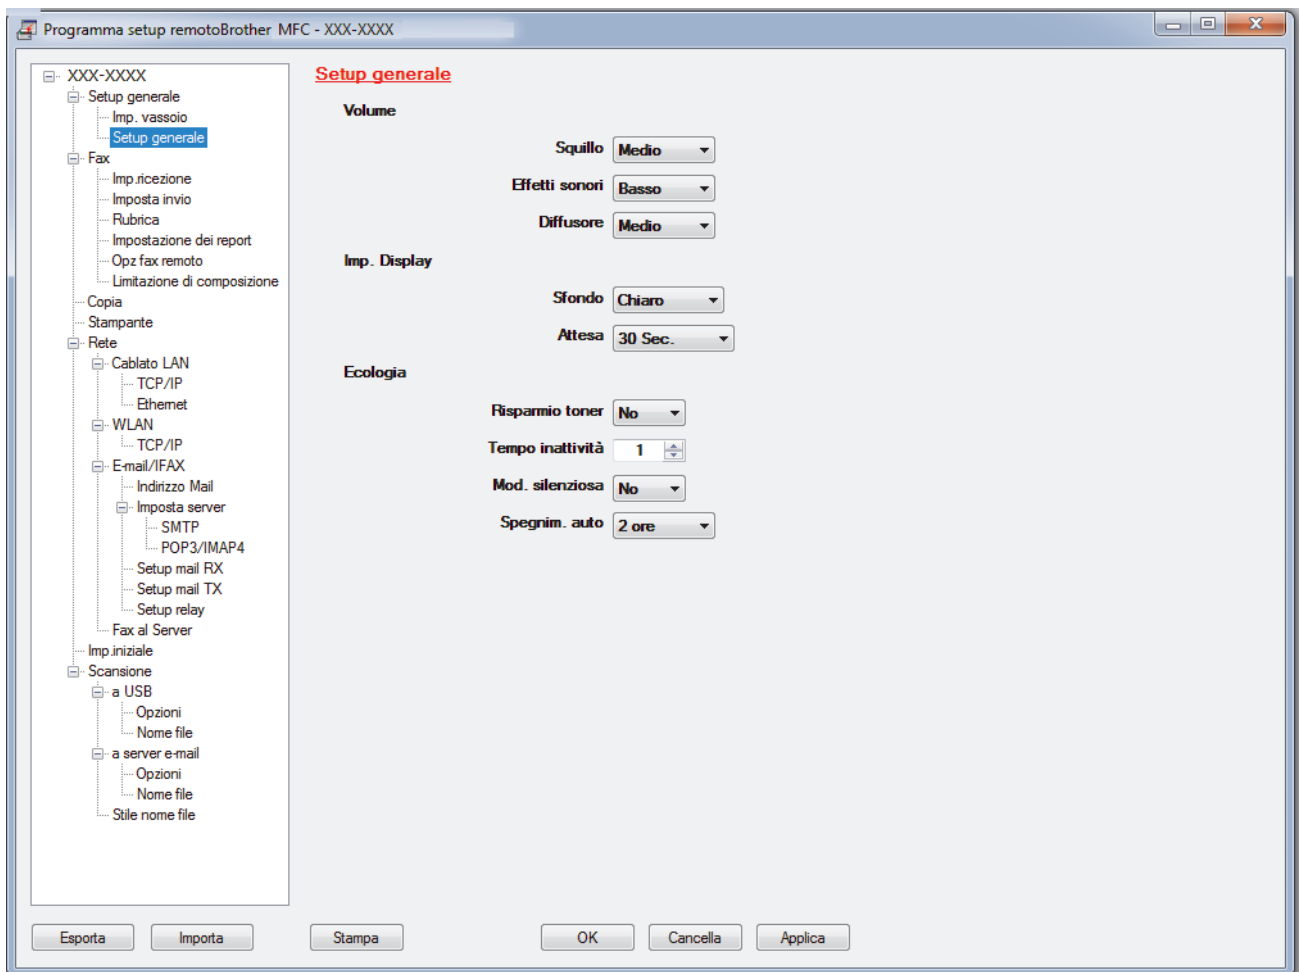 Programma setup remotoBrother MFC - XXX-XXXX
XXX-XXXX
Setup generale
Imp. vassoio
Setup generale
Fax
Imp.ricezione
Imposta invio
Rubrica
Impostazione dei report
Opz fax remoto
Limitazione di composizione
Copia
Stampante
Rete
Cablato LAN
TCP/IP
Ethernet
WLAN
TCP/IP
E-mail/IFAX
Indirizzo Mail
Imposta server
SMTP
POP3/IMAP4
Setup mail RX
Setup mail TX
Setup relay
Fax al Server
Imp.iniziale
Scansione
a USB
Opzioni
Nome file
a server e-mail
Opzioni
Nome file
Stile nome file
Setup generale
Volume
Squillo Medio
Effetti sonori Basso
Diffusore Medio
Imp. Display
Sfondo Chiaro
Attesa 30 Sec.
Ecologia
Risparmio toner No
Tempo inattività 1
Mod. silenziosa No
Spegnim. auto 2 ore
Esporta Importa Stampa OK Cancella Applica